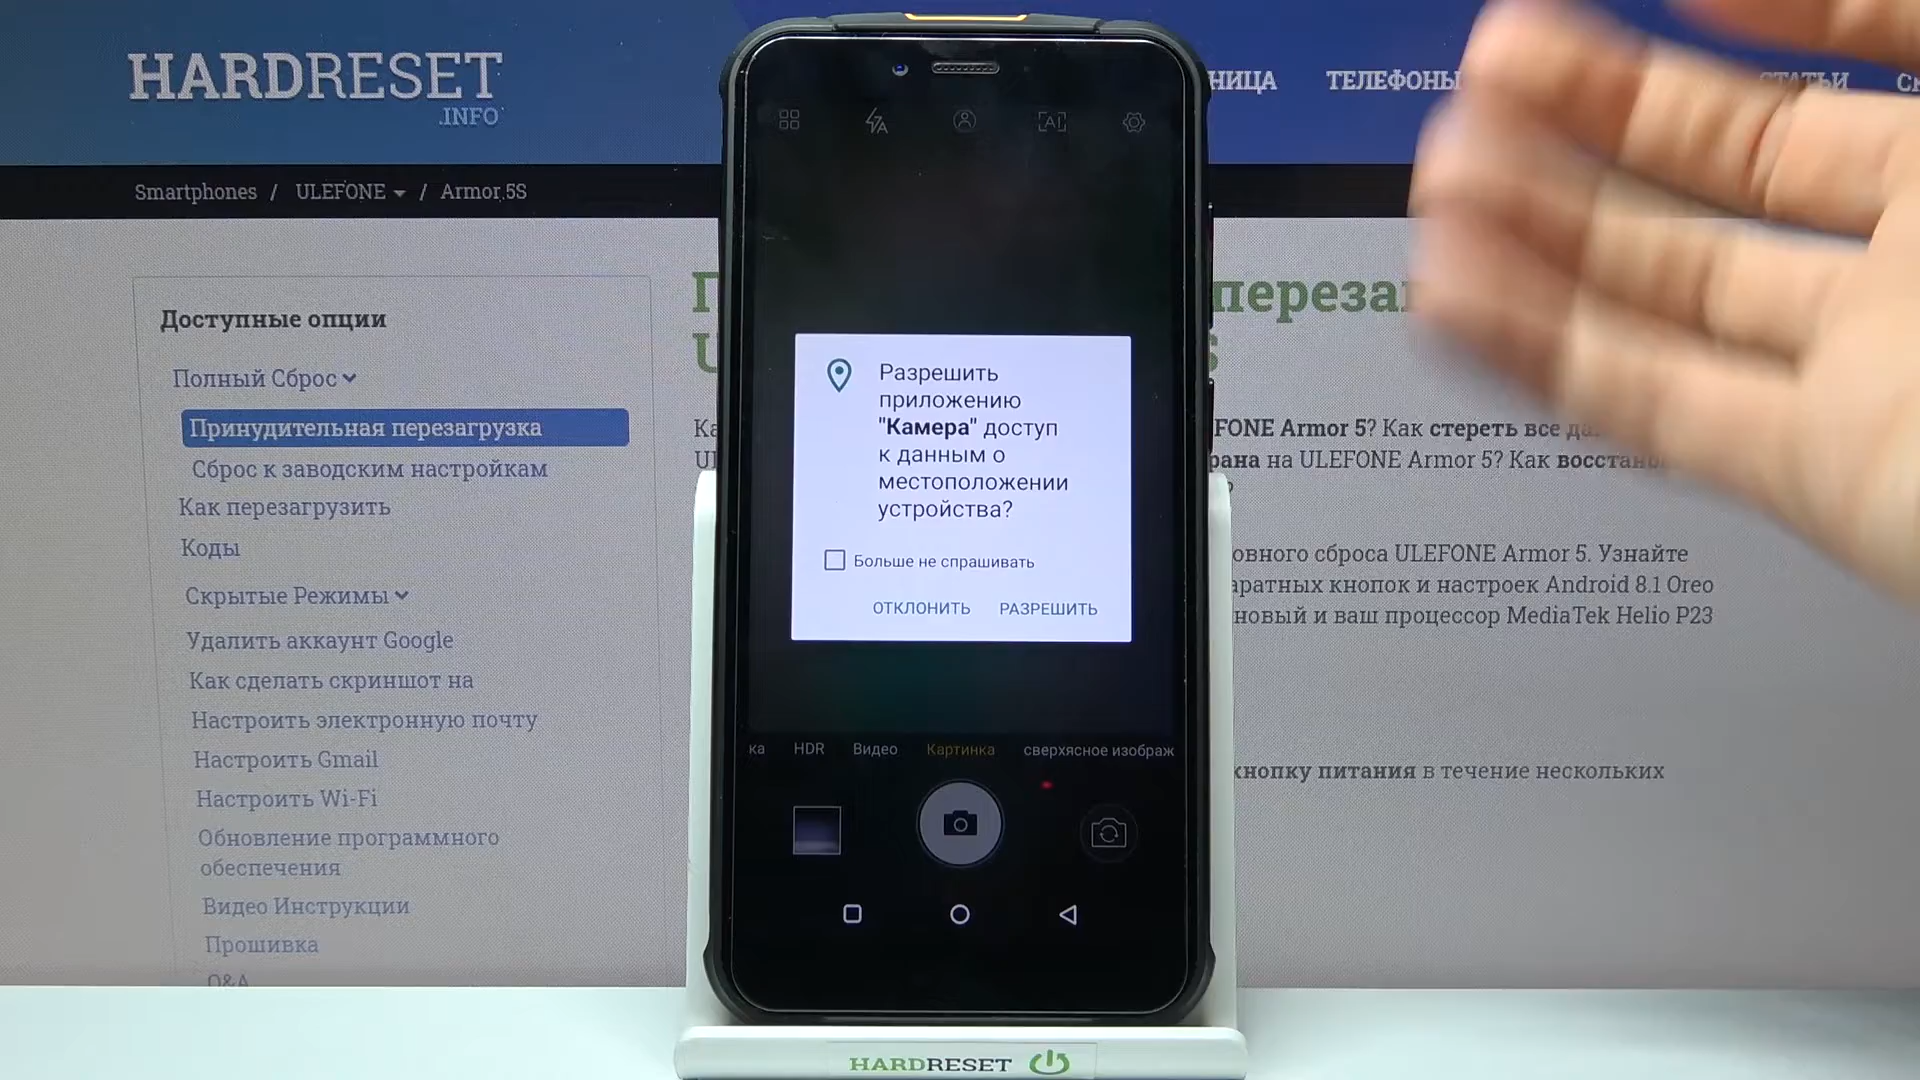 HARDRESET
.INFO
НИЦА ТЕЛЕФОНЫ СТАТЬИ
Smartphones / ULEFONE / Armor 5S
Доступные опции
Полный Сброс
Принудительная перезагрузка
Сброс к заводским настройкам
Как перезагрузить
Коды
Скрытые Режимы
Удалить аккаунт Google
Как сделать скриншот на
Настроить электронную почту
Настроить Gmail
Настроить Wi-Fi
Обновление программного
обеспечения
Видео Инструкции
Прошивка
Q&A
переза
FONE Armor 5? Как стереть все да
рана на ULEFONE Armor 5? Как восстан
овного сброса ULEFONE Armor 5. Узнайте
аратных кнопок и настроек Android 8.1 Oreo
новый и ваш процессор MediaTek Helio P23
кнопку питания в течение нескольких
AI
Разрешить
приложению
"Камера" доступ
к данным о
местоположении
устройства?
Больше не спрашивать
ОТКЛОНИТЬ РАЗРЕШИТЬ
ка HDR Видео Картинка сверхясное изображ
HARDRESET